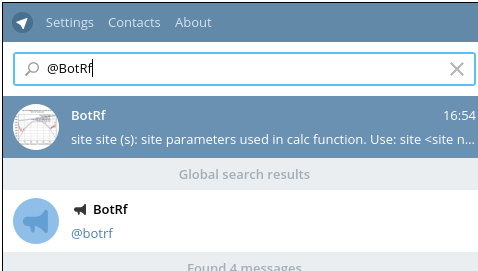 Settings Contacts About
@BotRf
BotRf 16:54
site site (s): site parameters used in calc function. Use: site <site n...
Global search results
BotRf
@botrf
Found 4 messages